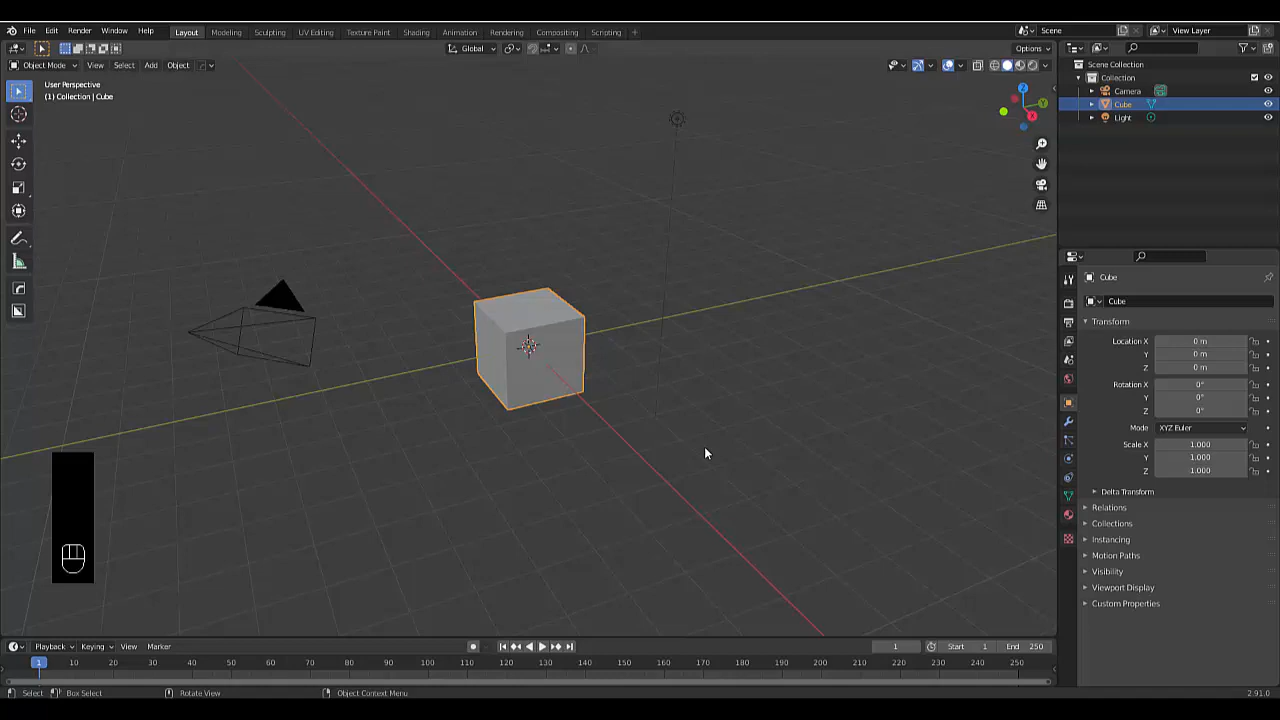 File Edit Render Window Help Layout Modeling Sculpting UV Editing Texture Paint Shading Animation Rendering Compositing Scripting + Scene View Layer
Global Options
Object Mode View Select Add Object
User Perspective
(1) Collection | Cube
Z
Y
X
Scene Collection
Collection
Camera
Cube
Light
Cube
Cube
Transform
Location X 0 m
Y 0 m
Z 0 m
Rotation X 0°
Y 0°
Z 0°
Mode XYZ Euler
Scale X 1.000
Y 1.000
Z 1.000
Delta Transform
Relations
Collections
Instancing
Motion Paths
Visibility
Viewport Display
Custom Properties
Playback Keying View Marker 1 Start 1 End 250
1 10 20 30 40 50 60 70 80 90 100 110 120 130 140 150 160 170 180 190 200 210 220 230 240 250
Select Box Select Rotate View Object Context Menu 2.91.0